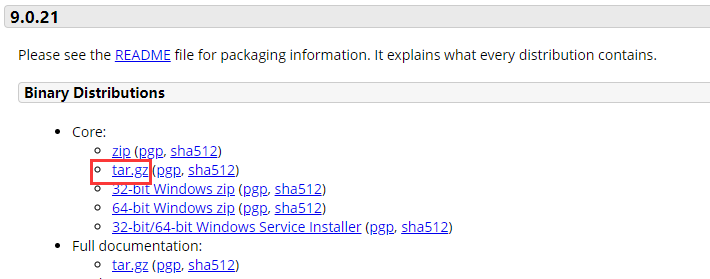 9.0.21
Please see the README file for packaging information. It explains what every distribution contains.
Binary Distributions
Core:
zip (pgp, sha512)
tar.gz (pgp, sha512)
32-bit Windows zip (pgp, sha512)
64-bit Windows zip (pgp, sha512)
32-bit/64-bit Windows Service Installer (pgp, sha512)
Full documentation:
tar.gz (pgp, sha512)